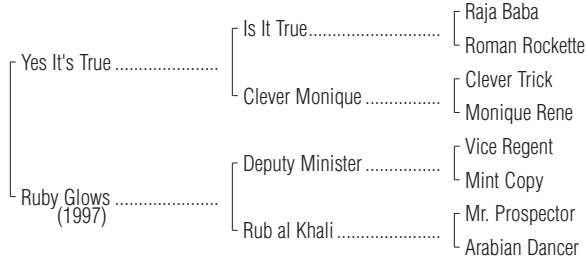 Raja Baba
Is It True........................
Roman Rockette
Yes It's True ......................
Clever Trick
Clever Monique ................
Monique Rene
Vice Regent
Deputy Minister ................
Mint Copy
Ruby Glows ......................
(1997)
Mr. Prospector
Rub al Khali ......................
Arabian Dancer